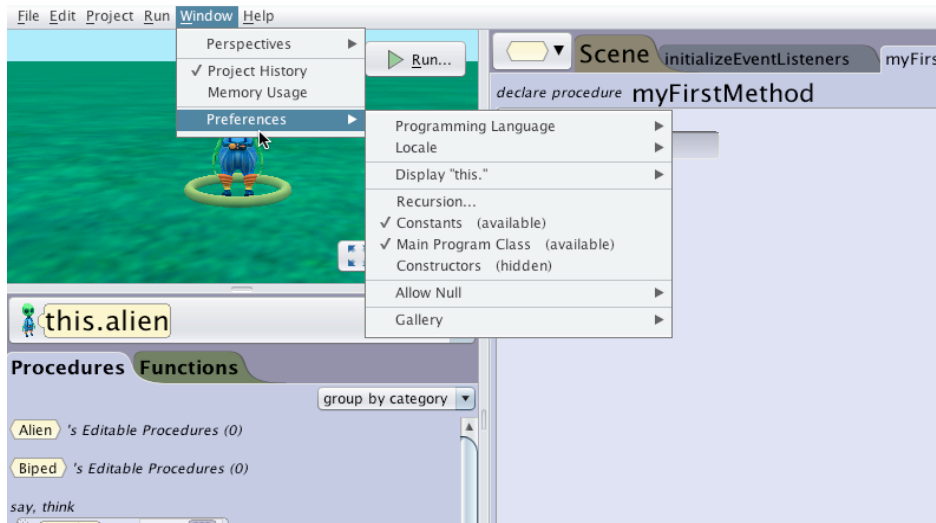 File Edit Project Run Window Help
Perspectives
✓ Project History
Memory Usage
Preferences
Run...
Scene initializeEventListeners myFirs
declare procedure myFirstMethod
Programming Language
Locale
Display "this."
Recursion...
✓ Constants (available)
✓ Main Program Class (available)
Constructors (hidden)
Allow Null
Gallery
this.alien
Procedures Functions
group by category
Alien 's Editable Procedures (0)
Biped 's Editable Procedures (0)
say, think